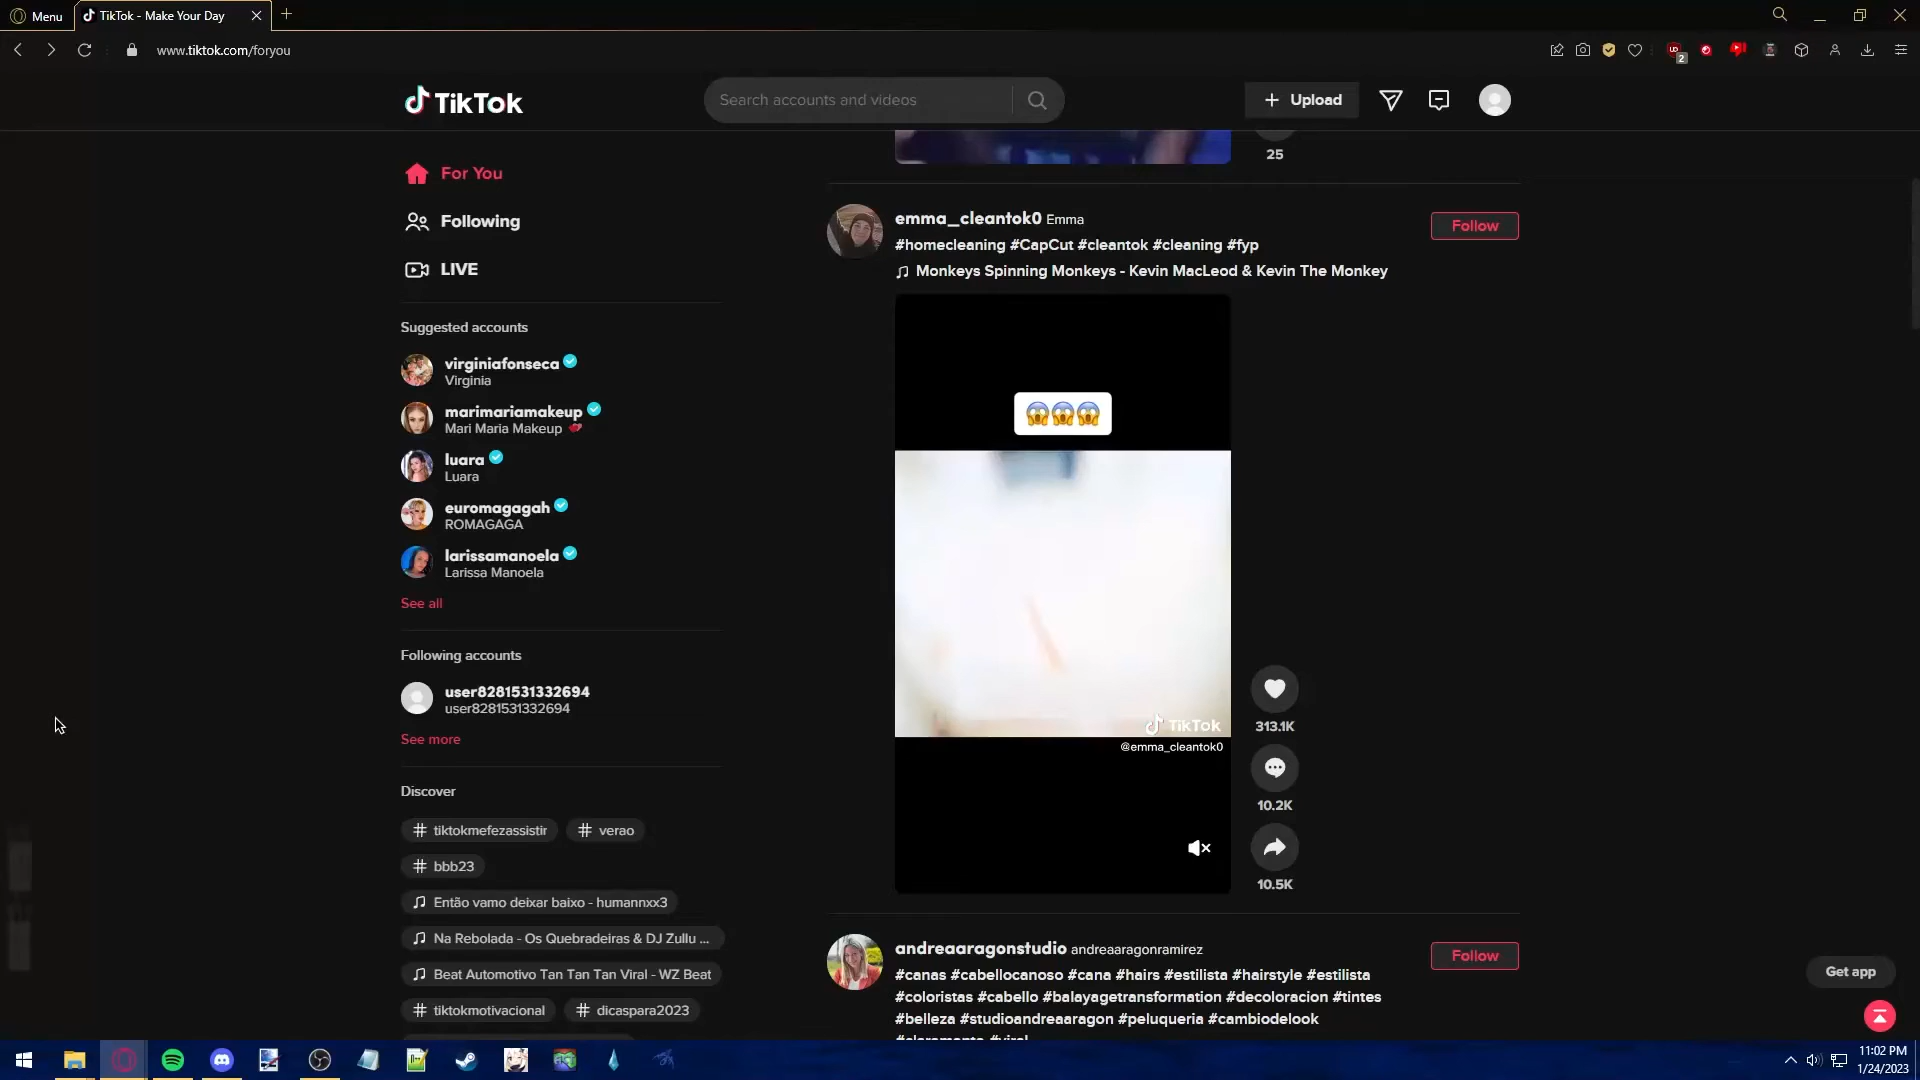 Menu
TikTok - Make Your Day
www.tiktok.com/foryou
2
TikTok
Search accounts and videos
Upload
For You
Following
LIVE
Suggested accounts
virginiafonseca
Virginia
marimariamakeup
Mari Maria Makeup
luara
Luara
euromagagah
ROMAGAGA
larissamanoela
Larissa Manoela
See all
Following accounts
user8281531332694
user8281531332694
See more
Discover
# tiktokmefezassistir # verao
# bbb23
Então vamo deixar baixo - humannxx3
Na Rebolada - Os Quebradeiras & DJ Zullu ...
Beat Automotivo Tan Tan Tan Viral - WZ Beat
# tiktokmotivacional # dicaspara2023
25
emma_cleantok0 Emma
Follow
#homecleaning #CapCut #cleantok #cleaning #fyp
Monkeys Spinning Monkeys - Kevin MacLeod & Kevin The Monkey
TikTok
@emma_cleantok0
313.1K
10.2K
10.5K
andreaaragonstudio andreaaragonramirez
Follow
#canas #cabellocanoso #cana #hairs #estilista #hairstyle #estilista
#coloristas #cabello #balayagetransformation #decoloracion #tintes
#belleza #studioandreaaragon #peluqueria #cambiodelook
Get app
11:02 PM
1/24/2023